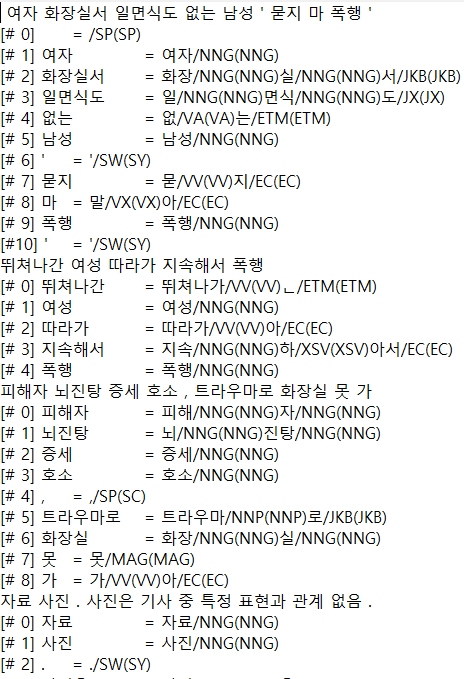 여자 화장실서 일면식도 없는 남성 ' 묻지 마 폭행 '
[# 0] = /SP(SP)
[# 1] 여자 = 여자/NNG(NNG)
[# 2] 화장실서 = 화장/NNG(NNG)실/NNG(NNG)서/JKB(JKB)
[# 3] 일면식도 = 일/NNG(NNG)면식/NNG(NNG)도/JX(JX)
[# 4] 없는 = 없/VA(VA)는/ETM(ETM)
[# 5] 남성 = 남성/NNG(NNG)
[# 6] ' = '/SW(SY)
[# 7] 묻지 = 묻/VV(VV)지/EC(EC)
[# 8] 마 = 말/VX(VX)아/EC(EC)
[# 9] 폭행 = 폭행/NNG(NNG)
[#10] ' = '/SW(SY)
뛰쳐나간 여성 따라가 지속해서 폭행
[# 0] 뛰쳐나간 = 뛰쳐나가/VV(VV)ㄴ/ETM(ETM)
[# 1] 여성 = 여성/NNG(NNG)
[# 2] 따라가 = 따라가/VV(VV)아/EC(EC)
[# 3] 지속해서 = 지속/NNG(NNG)하/XSV(XSV)아서/EC(EC)
[# 4] 폭행 = 폭행/NNG(NNG)
피해자 뇌진탕 증세 호소 , 트라우마로 화장실 못 가
[# 0] 피해자 = 피해/NNG(NNG)자/NNG(NNG)
[# 1] 뇌진탕 = 뇌/NNG(NNG)진탕/NNG(NNG)
[# 2] 증세 = 증세/NNG(NNG)
[# 3] 호소 = 호소/NNG(NNG)
[# 4] , = ,/SP(SC)
[# 5] 트라우마로 = 트라우마/NNP(NNP)로/JKB(JKB)
[# 6] 화장실 = 화장/NNG(NNG)실/NNG(NNG)
[# 7] 못 = 못/MAG(MAG)
[# 8] 가 = 가/VV(VV)아/EC(EC)
자료 사진 . 사진은 기사 중 특정 표현과 관계 없음 .
[# 0] 자료 = 자료/NNG(NNG)
[# 1] 사진 = 사진/NNG(NNG)
[# 2] . = ./SW(SY)